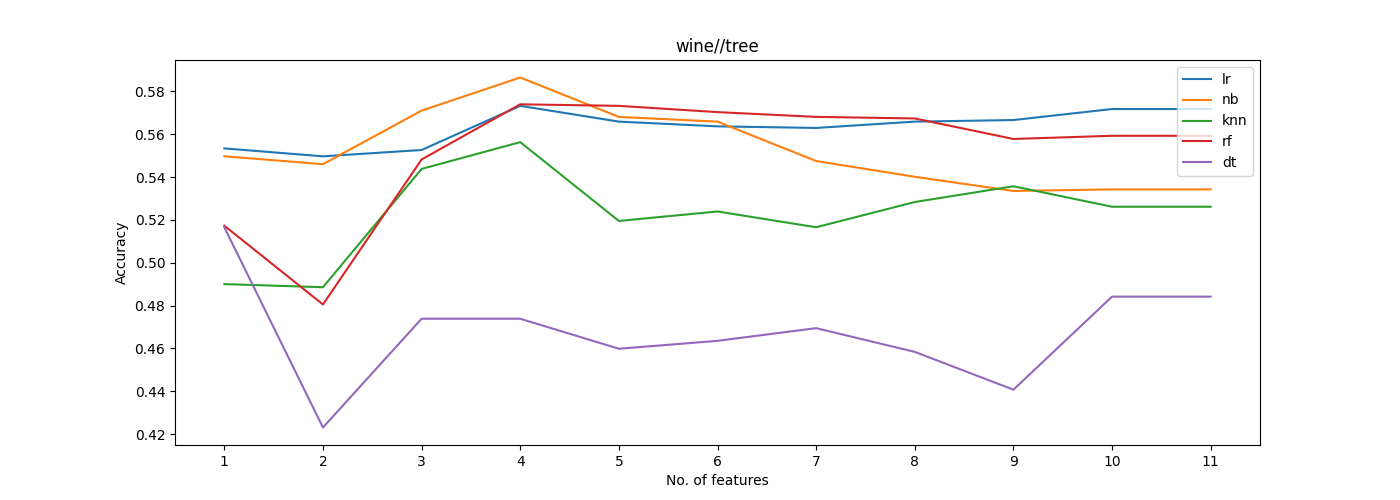 wine//tree
lr
nb
knn
rf
dt
0.58
0.56
0.54
0.52
0.50
0.48
0.46
0.44
0.42
Accuracy
1 2 3 4 5 6 7 8 9 10 11
No. of features